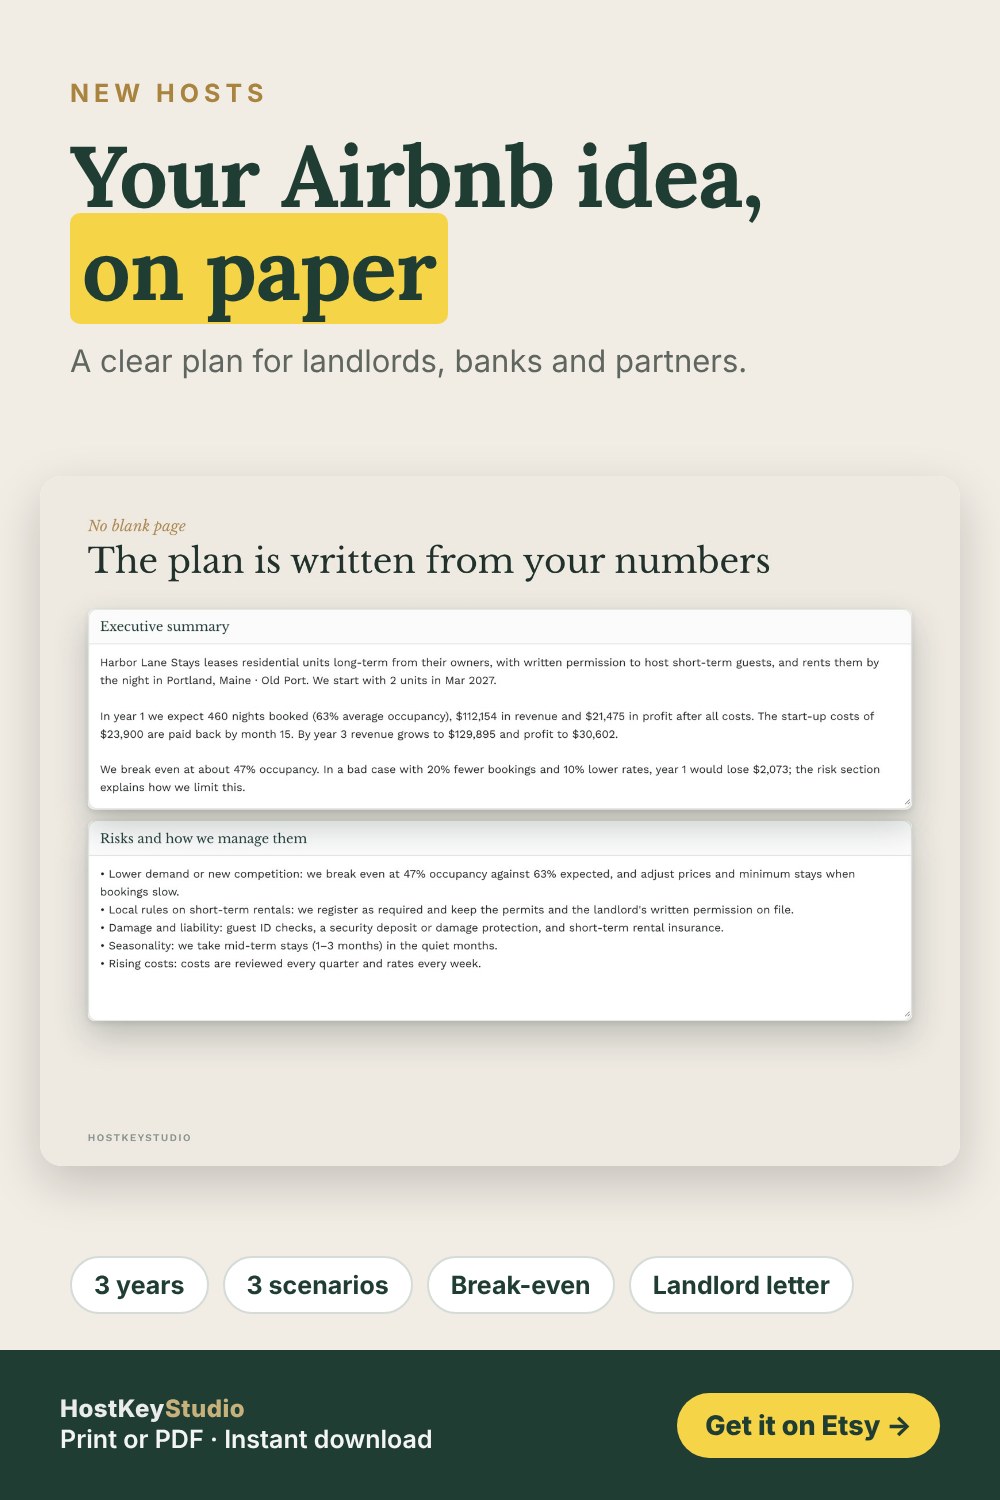 NEW HOSTS
Your Airbnb idea,
on paper
A clear plan for landlords, banks and partners.
No blank page
The plan is written from your numbers
Executive summary
Harbor Lane Stays leases residential units long-term from their owners, with written permission to host short-term guests, and rents them by
the night in Portland, Maine · Old Port. We start with 2 units in Mar 2027.
In year 1 we expect 460 nights booked (63% average occupancy), $112,154 in revenue and $21,475 in profit after all costs. The start-up costs of
$23,900 are paid back by month 15. By year 3 revenue grows to $129,895 and profit to $30,602.
We break even at about 47% occupancy. In a bad case with 20% fewer bookings and 10% lower rates, year 1 would lose $2,073; the risk section
explains how we limit this.
Risks and how we manage them
• Lower demand or new competition: we break even at 47% occupancy against 63% expected, and adjust prices and minimum stays when
bookings slow.
• Local rules on short-term rentals: we register as required and keep the permits and the landlord's written permission on file.
• Damage and liability: guest ID checks, a security deposit or damage protection, and short-term rental insurance.
• Seasonality: we take mid-term stays (1–3 months) in the quiet months.
• Rising costs: costs are reviewed every quarter and rates every week.
HOSTKEYSTUDIO
3 years
3 scenarios
Break-even
Landlord letter
HostKeyStudio
Print or PDF · Instant download
Get it on Etsy →